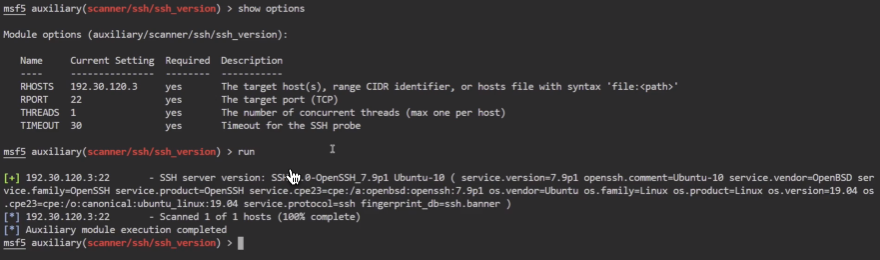 msf5 auxiliary(scanner/ssh/ssh_version) > show options
Module options (auxiliary/scanner/ssh/ssh_version):
Name Current Setting Required Description
---- --------------- -------- -----------
RHOSTS 192.30.120.3 yes The target host(s), range CIDR identifier, or hosts file with syntax 'file:<path>'
RPORT 22 yes The target port (TCP)
THREADS 1 yes The number of concurrent threads (max one per host)
TIMEOUT 30 yes Timeout for the SSH probe
msf5 auxiliary(scanner/ssh/ssh_version) > run
[+] 192.30.120.3:22 - SSH server version: .0-OpenSSH_7.9p1 Ubuntu-10 ( service.version=7.9p1 openssh.comment=Ubuntu-10 service.vendor=OpenBSD ser
vice.family=OpenSSH service.product=OpenSSH service.cpe23=cpe:/a:openbsd:openssh:7.9p1 os.vendor=Ubuntu os.family=Linux os.product=Linux os.version=19.04 os
.cpe23=cpe:/o:canonical:ubuntu_linux:19.04 service.protocol=ssh fingerprint_db=ssh.banner )
[*] 192.30.120.3:22 - Scanned 1 of 1 hosts (100% complete)
[*] Auxiliary module execution completed
msf5 auxiliary(scanner/ssh/ssh_version) >